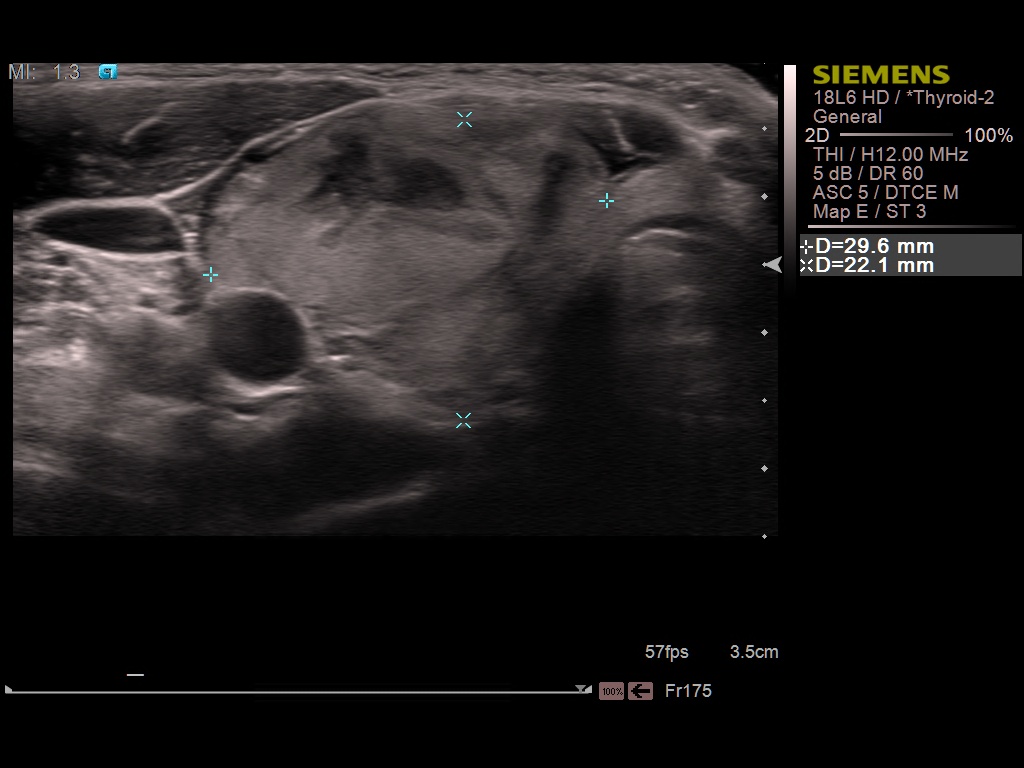 MI: 1.3
SIEMENS
18L6 HD / *Thyroid-2
General
2D 100%
THI / H12.00 MHz
5 dB / DR 60
ASC 5 / DTCE M
Map E / ST 3
D=29.6 mm
D=22.1 mm
57fps 3.5cm
100% Fr175